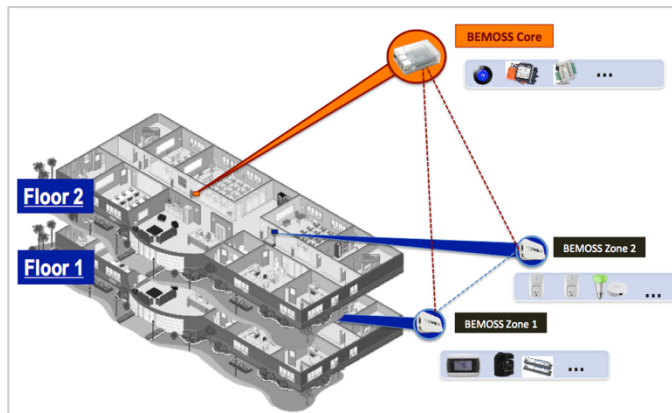 BEMOSS Core
...
Floor 2
Floor 1
BEMOSS Zone 2
...
BEMOSS Zone 1
...